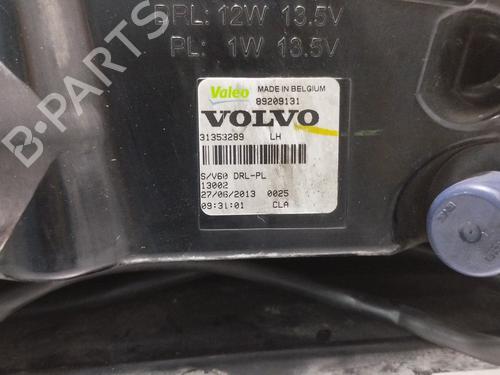 DRL: 12W 13.5V
PL: 1W 13.5V
Valeo MADE IN BELGIUM
89209131
VOLVO
31353289 LH
S/V60 DRL-PL
13002
27/06/2013 0025
09:31:01 CLA
B-PARTS